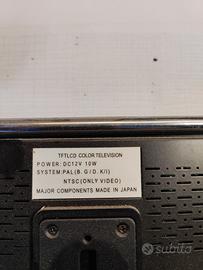 TFTLCD COLOR TELEVISION
POWER: DC12V 10W
SYSTEM: PAL(B. G/D. K/I)
NTSC(ONLY VIDEO)
MAJOR COMPONENTS MADE IN JAPAN
subito